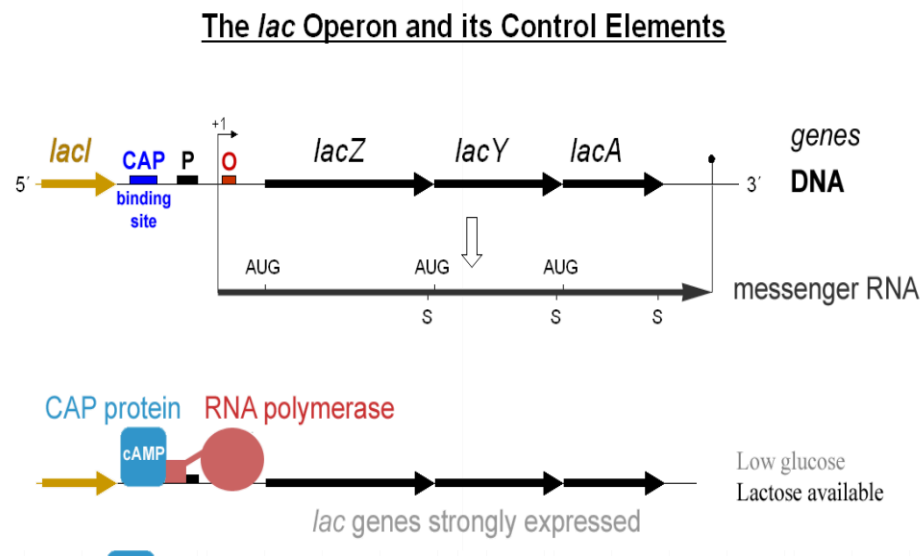 The lac Operon and its Control Elements
+1
lacI CAP P O lacZ lacY lacA genes
5´ 3´ DNA
binding
site
AUG AUG AUG
messenger RNA
S S S
CAP protein RNA polymerase
cAMP
Low glucose
Lactose available
lac genes strongly expressed